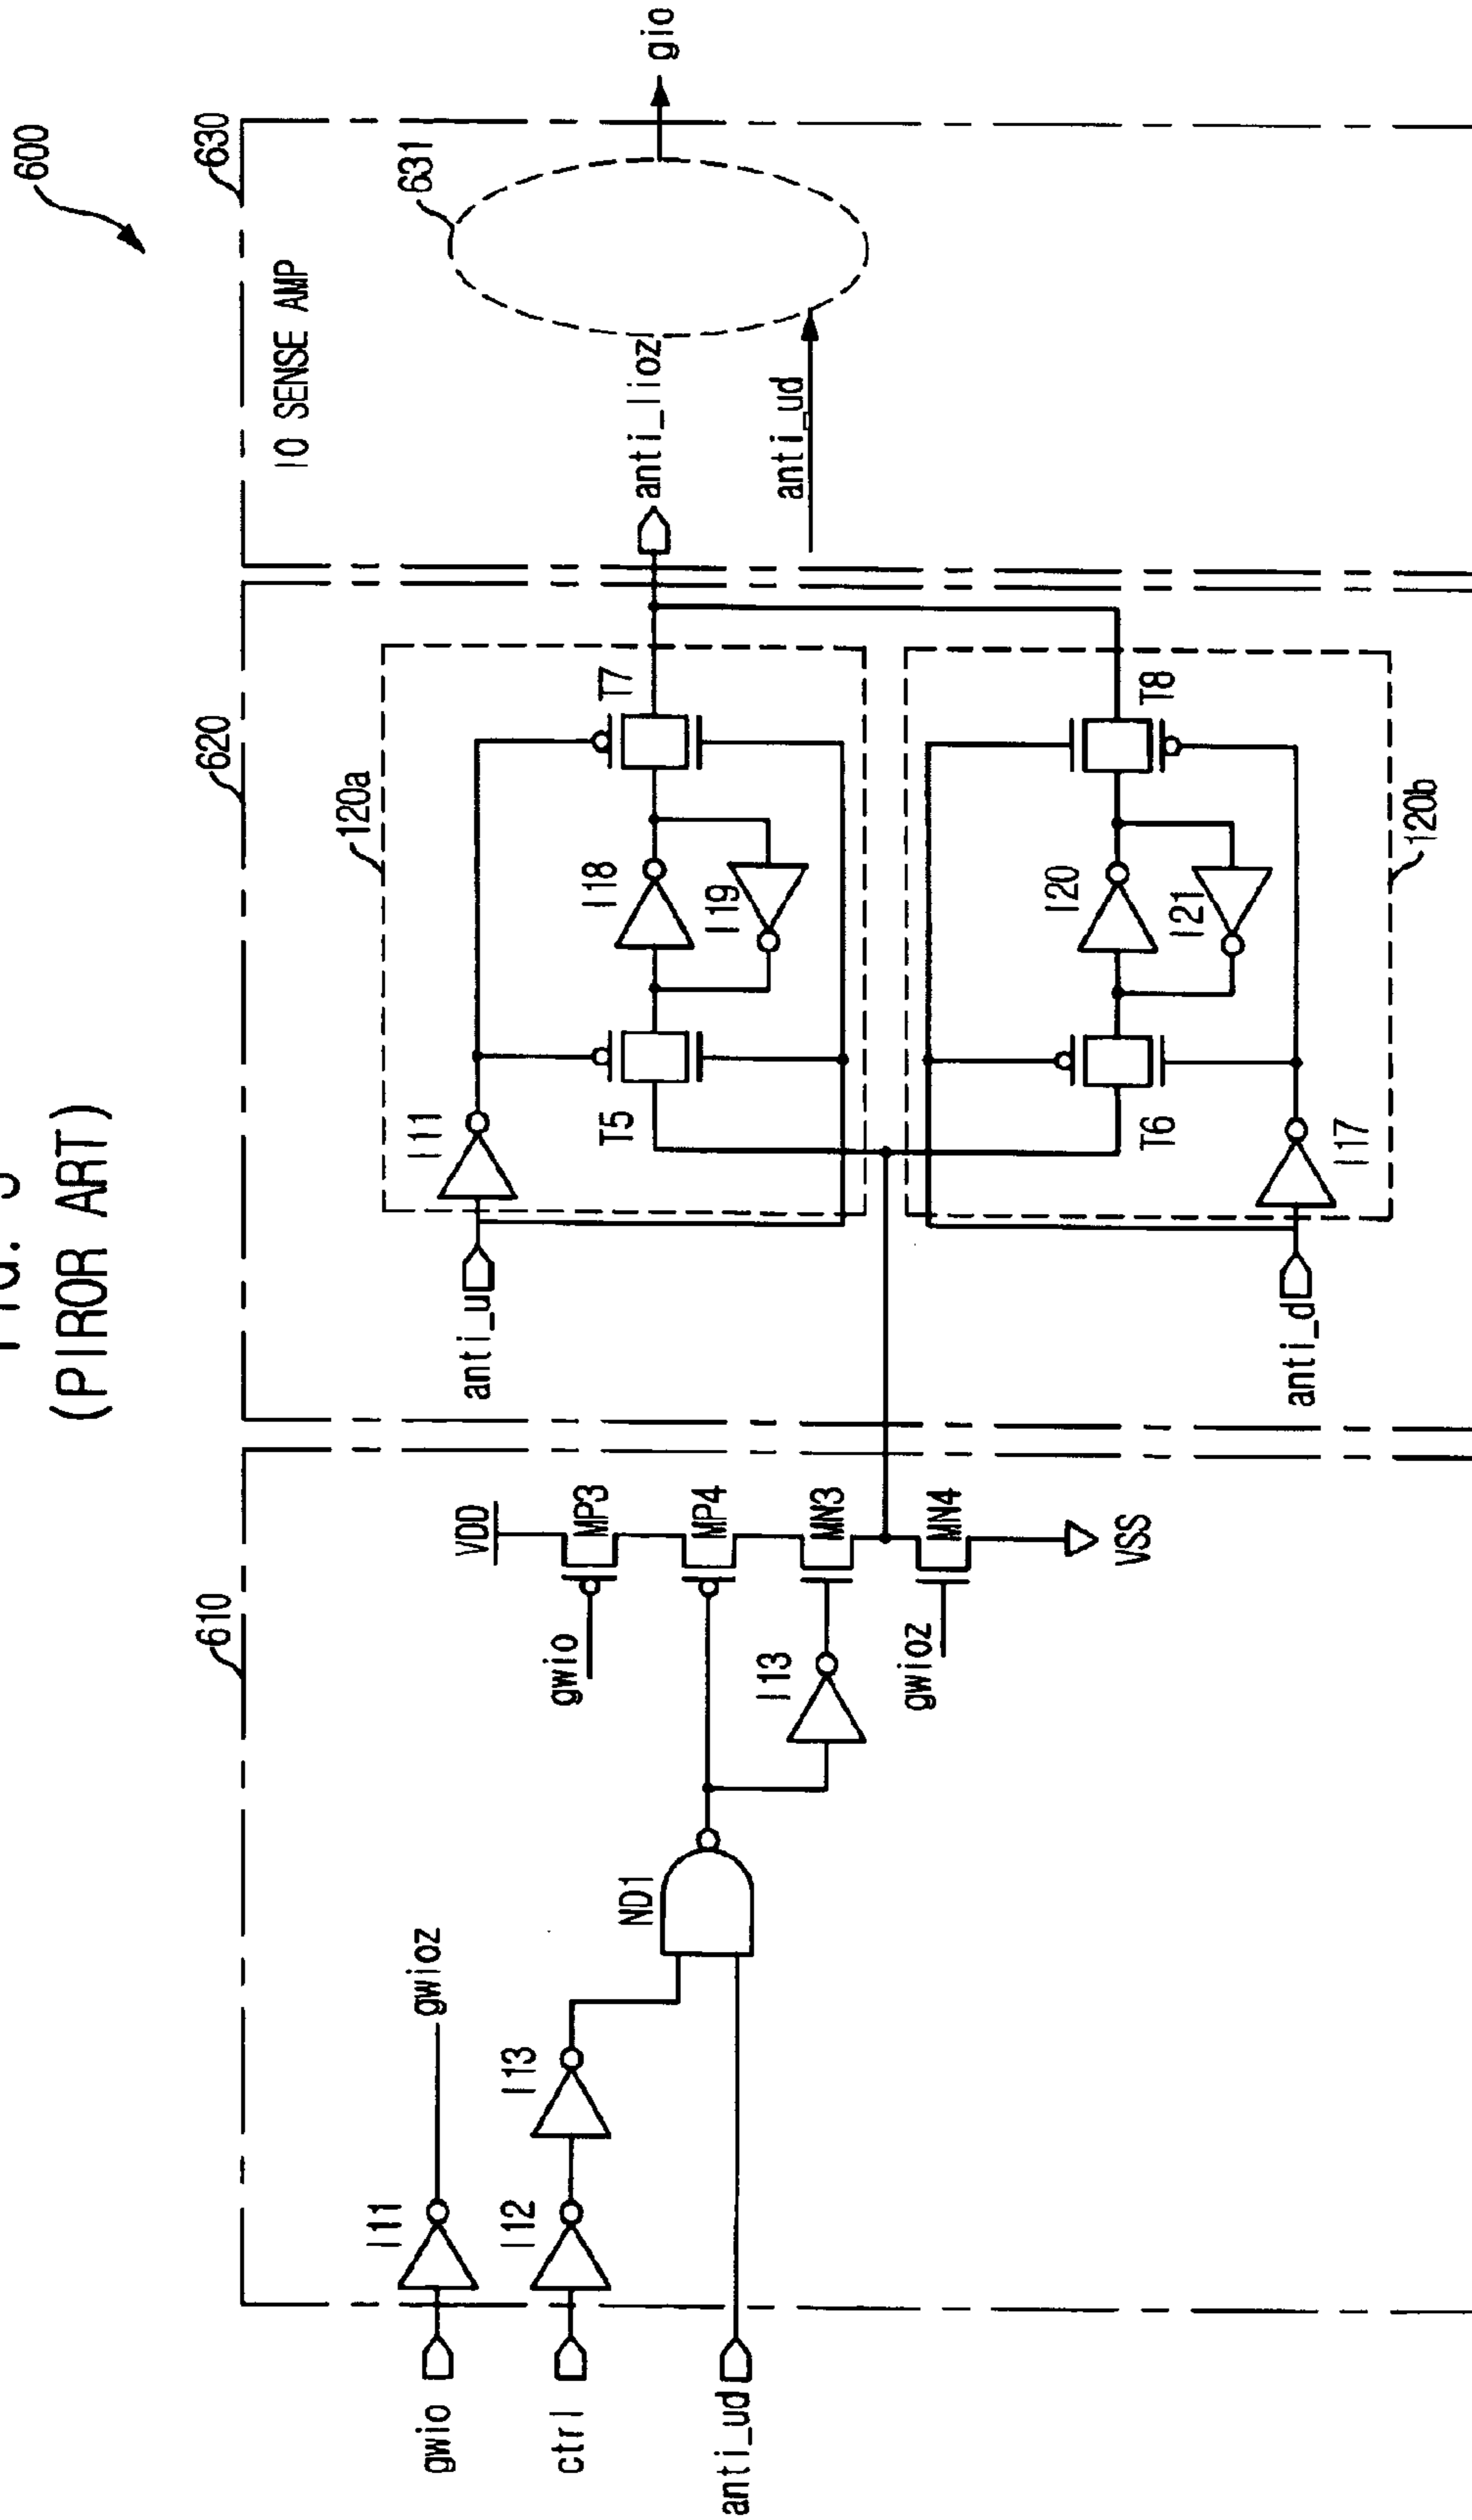 (PIROR ART)
600
610
620
630
IO SENSE AMP
631
gwio
I11
gwioz
ctrl
I12
I13
anti_ud
ND1
I13
VDD
gwio
MP3
MP4
MN3
gwioz
MN4
VSS
anti_u
I11
120a
T5
I18
I19
T7
anti_d
I17
120b
T6
I20
I21
T8
anti_lioz
anti_ud
gio